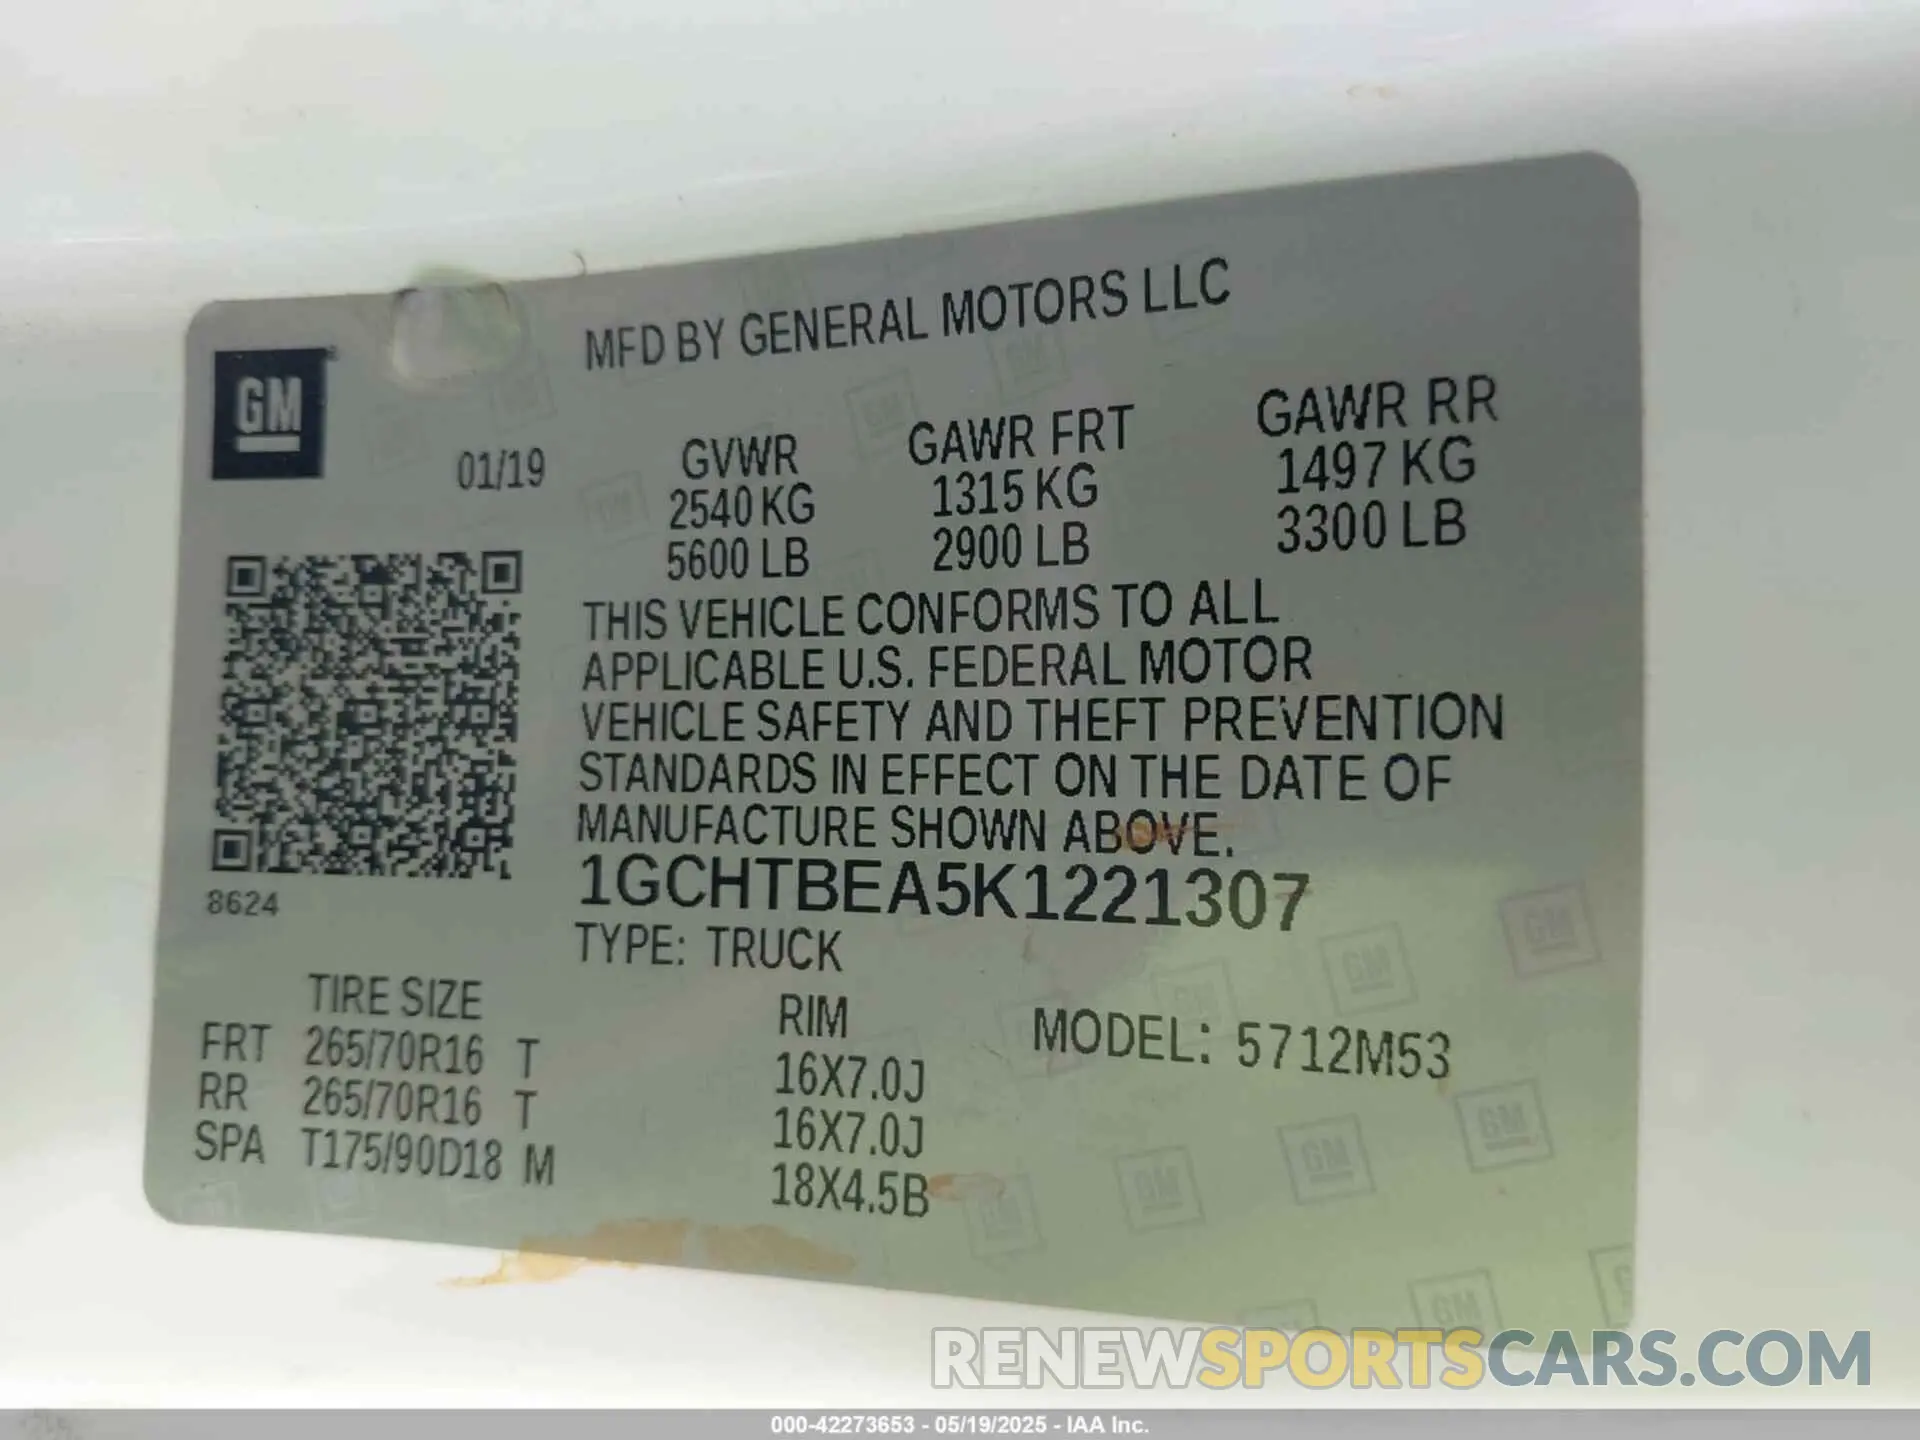 MFD BY GENERAL MOTORS LLC
GM
01/19
GVWR GAWR FRT GAWR RR
2540 KG 1315 KG 1497 KG
5600 LB 2900 LB 3300 LB
THIS VEHICLE CONFORMS TO ALL
APPLICABLE U.S. FEDERAL MOTOR
VEHICLE SAFETY AND THEFT PREVENTION
STANDARDS IN EFFECT ON THE DATE OF
MANUFACTURE SHOWN ABOVE.
8624
1GCHTBEA5K1221307
TYPE: TRUCK
TIRE SIZE RIM MODEL: 5712M53
FRT 265/70R16 T 16X7.0J
RR 265/70R16 T 16X7.0J
SPA T175/90D18 M 18X4.5B
RENEWSPORTSCARS.COM
000-42273653 - 05/19/2025 - IAA Inc.